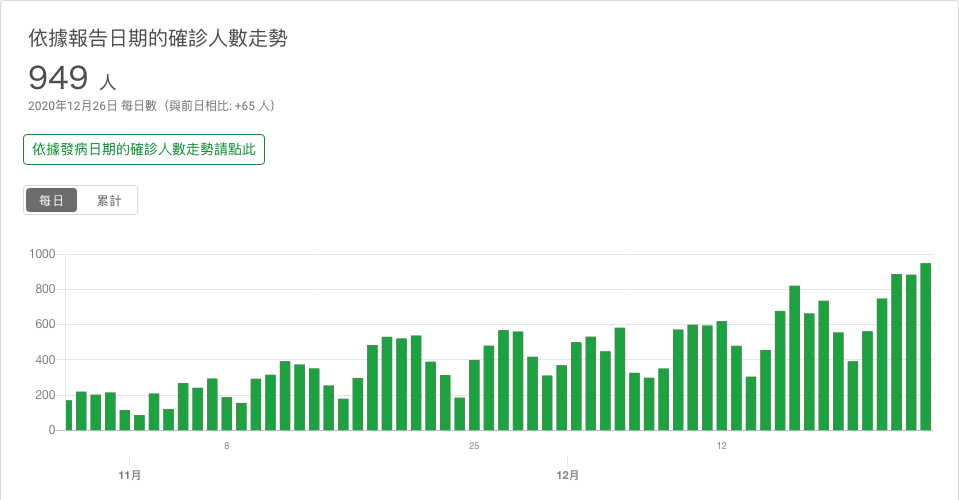 依據報告日期的確診人數走勢
949 人
2020年12月26日 每日數（與前日相比: +65 人）
依據發病日期的確診人數走勢請點此
每日 累計
1000
800
600
400
200
0
8 25 12
11月 12月